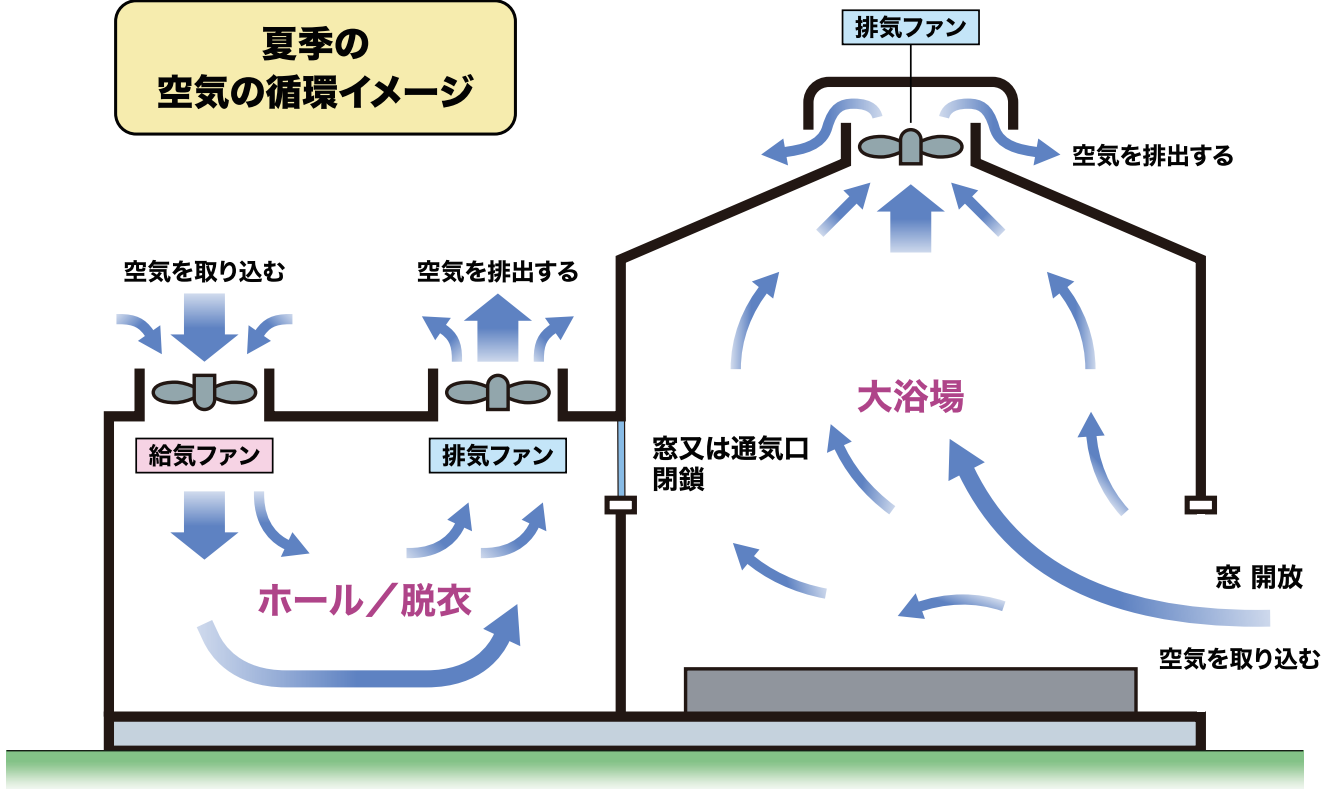 夏季の
空気の循環イメージ
排気ファン
空気を排出する
空気を取り込む
空気を排出する
給気ファン
排気ファン
大浴場
窓又は通気口
閉鎖
ホール／脱衣
窓 開放
空気を取り込む